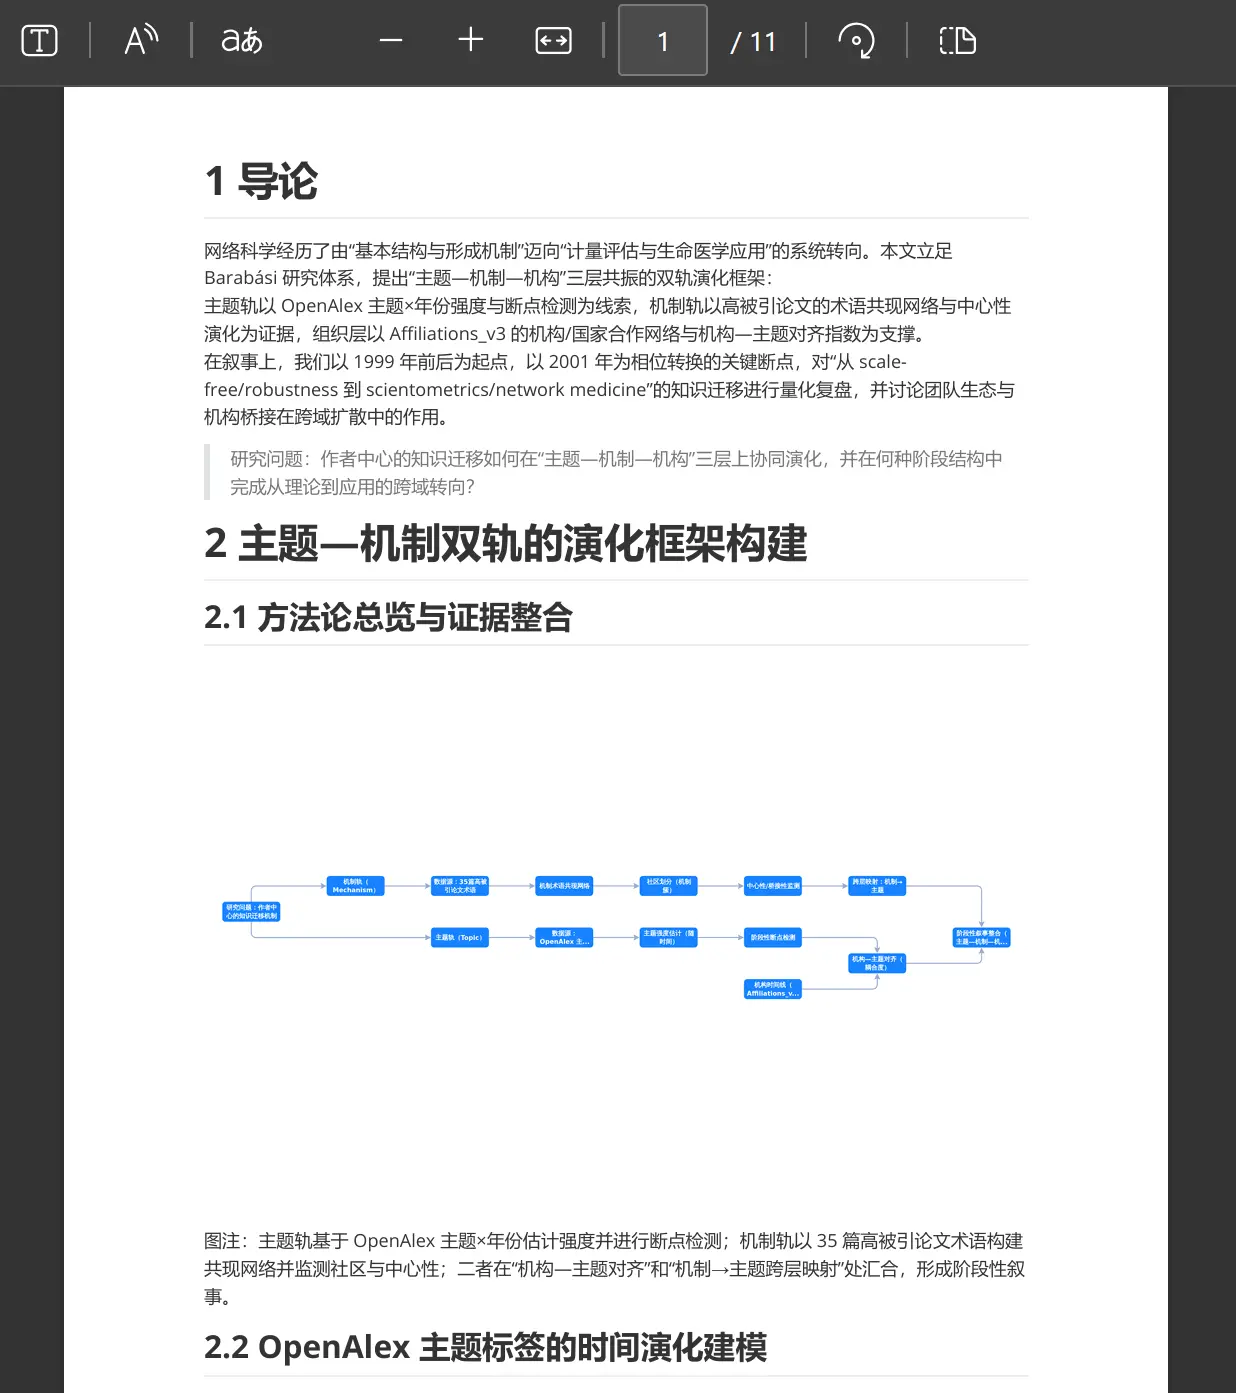 T
A
aあ
1
/ 11
1 导论
网络科学经历了由“基本结构与形成机制”迈向“计量评估与生命医学应用”的系统转向。本文立足
Barabási 研究体系，提出“主题—机制—机构”三层共振的双轨演化框架：
主题轨以 OpenAlex 主题×年份强度与断点检测为线索，机制轨以高被引论文的术语共现网络与中心性
演化为证据，组织层以 Affiliations_v3 的机构/国家合作网络与机构—主题对齐指数为支撑。
在叙事上，我们以 1999 年前后为起点，以 2001 年为相位转换的关键断点，对“从 scale-
free/robustness 到 scientometrics/network medicine”的知识迁移进行量化复盘，并讨论团队生态与
机构桥接在跨域扩散中的作用。
研究问题：作者中心的知识迁移如何在“主题—机制—机构”三层上协同演化，并在何种阶段结构中
完成从理论到应用的跨域转向？
2 主题—机制双轨的演化框架构建
2.1 方法论总览与证据整合
研究问题：作者中
心的知识迁移机制
机制轨（
Mechanism）
数据源：35篇高被
引论文术语
机制术语共现网络
社区划分（机制
簇）
中心性/桥接性监测
跨层映射：机制→
主题
主题轨（Topic）
数据源：
OpenAlex 主...
主题强度估计（随
时间）
阶段性断点检测
机构—主题对齐（
耦合度）
机构时间线（
Affiliations_v...
阶段性叙事整合（
主题—机制—机...
图注：主题轨基于 OpenAlex 主题×年份估计强度并进行断点检测；机制轨以 35 篇高被引论文术语构建
共现网络并监测社区与中心性；二者在“机构—主题对齐”和“机制→主题跨层映射”处汇合，形成阶段性叙
事。
2.2 OpenAlex 主题标签的时间演化建模